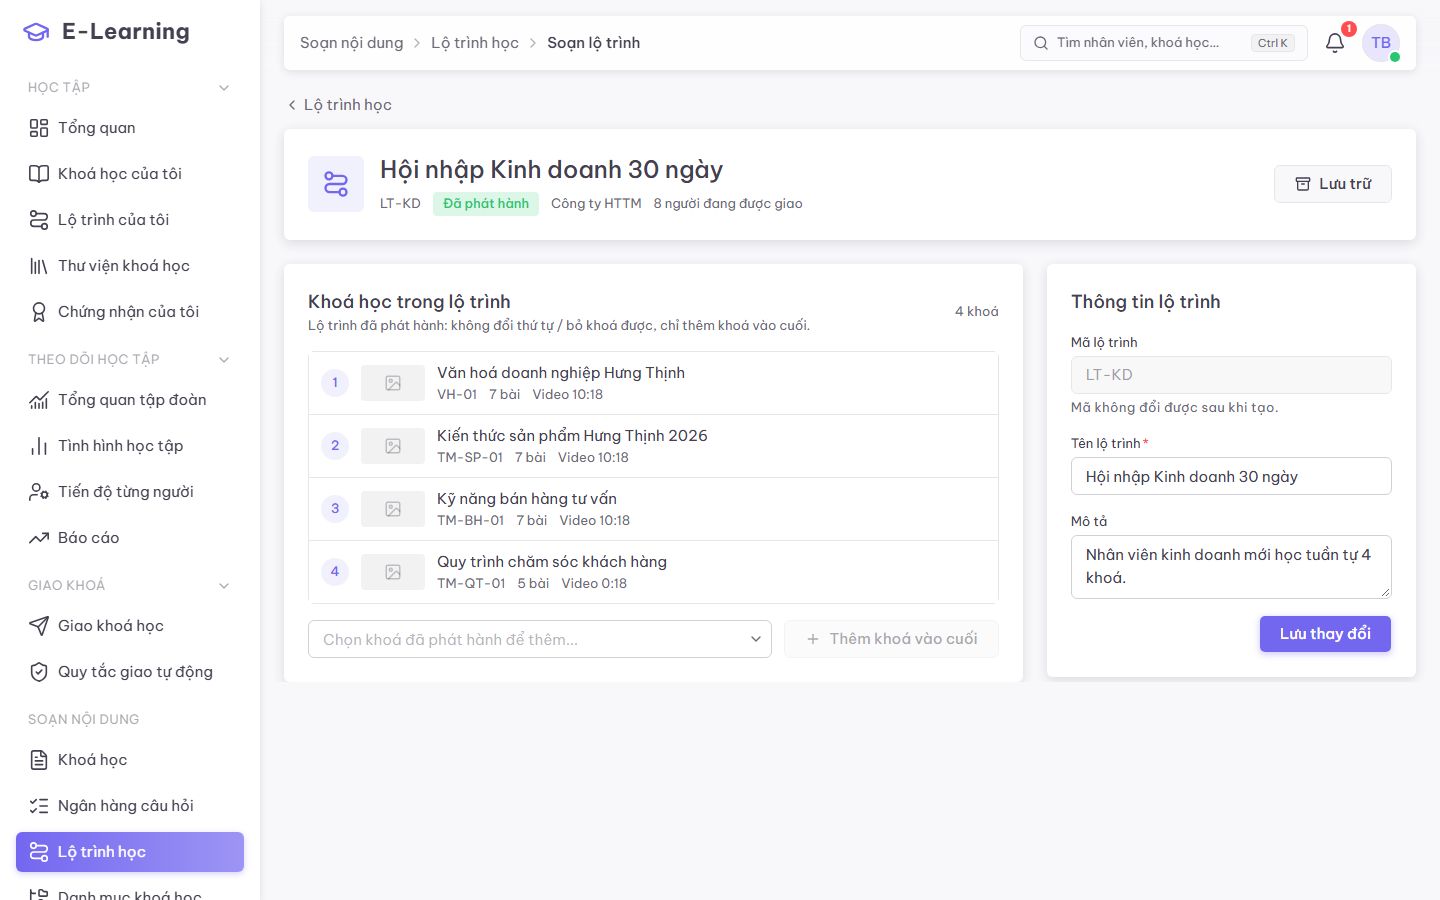 E-Learning
HỌC TẬP
Tổng quan
Khoá học của tôi
Lộ trình của tôi
Thư viện khoá học
Chứng nhận của tôi
THEO DÕI HỌC TẬP
Tổng quan tập đoàn
Tình hình học tập
Tiến độ từng người
Báo cáo
GIAO KHOÁ
Giao khoá học
Quy tắc giao tự động
SOẠN NỘI DUNG
Khoá học
Ngân hàng câu hỏi
Lộ trình học
Danh mục khoá học
Soạn nội dung > Lộ trình học > Soạn lộ trình
Tìm nhân viên, khoá học... Ctrl K
1
TB
Lộ trình học
Hội nhập Kinh doanh 30 ngày
LT-KD Đã phát hành Công ty HTTM 8 người đang được giao
Lưu trữ
Khoá học trong lộ trình
Lộ trình đã phát hành: không đổi thứ tự / bỏ khoá được, chỉ thêm khoá vào cuối.
4 khoá
1
Văn hoá doanh nghiệp Hưng Thịnh
VH-01 7 bài Video 10:18
2
Kiến thức sản phẩm Hưng Thịnh 2026
TM-SP-01 7 bài Video 10:18
3
Kỹ năng bán hàng tư vấn
TM-BH-01 7 bài Video 10:18
4
Quy trình chăm sóc khách hàng
TM-QT-01 5 bài Video 0:18
Chọn khoá đã phát hành để thêm...
+ Thêm khoá vào cuối
Thông tin lộ trình
Mã lộ trình
LT-KD
Mã không đổi được sau khi tạo.
Tên lộ trình *
Hội nhập Kinh doanh 30 ngày
Mô tả
Nhân viên kinh doanh mới học tuần tự 4
khoá.
Lưu thay đổi